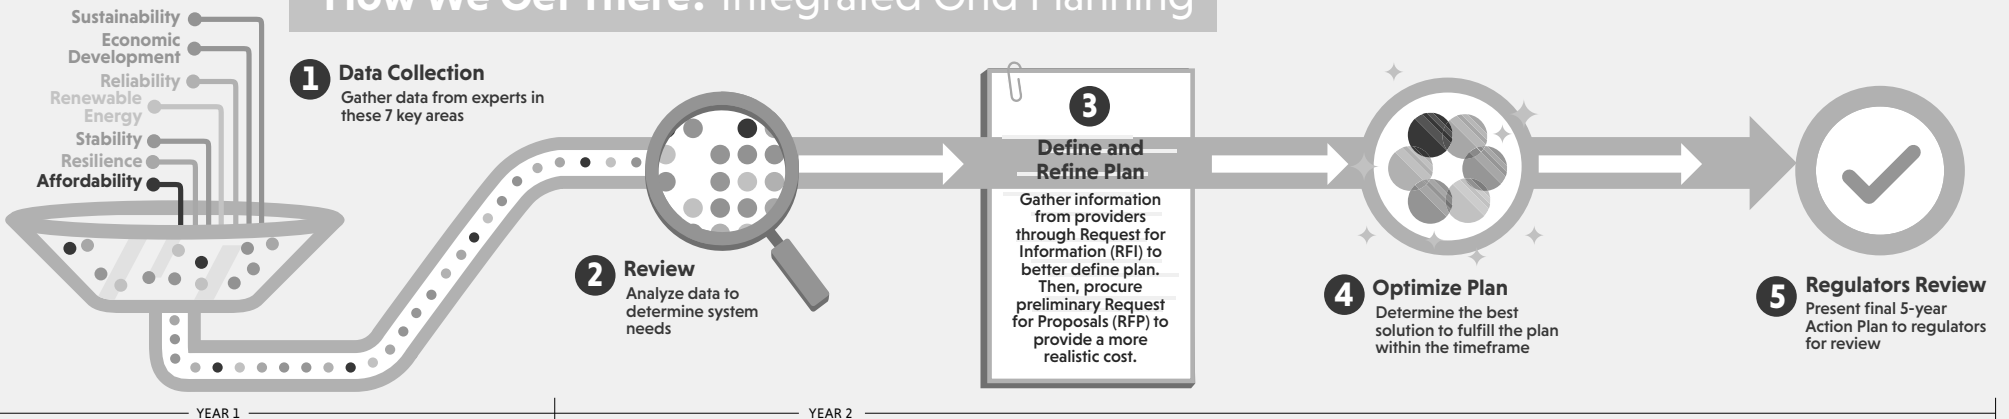 How We Get There: Integrated Grid Planning
Sustainability
Economic
Development
Reliability
Renewable
Energy
Stability
Resilience
Affordability
1
Data Collection
Gather data from experts in
these 7 key areas
2
Review
Analyze data to
determine system
needs
3
Define and
Refine Plan
Gather information
from providers
through Request for
Information (RFI) to
better define plan.
Then, procure
preliminary Request
for Proposals (RFP) to
provide a more
realistic cost.
4
Optimize Plan
Determine the best
solution to fulfill the plan
within the timeframe
5
Regulators Review
Present final 5-year
Action Plan to regulators
for review
YEAR 1
YEAR 2